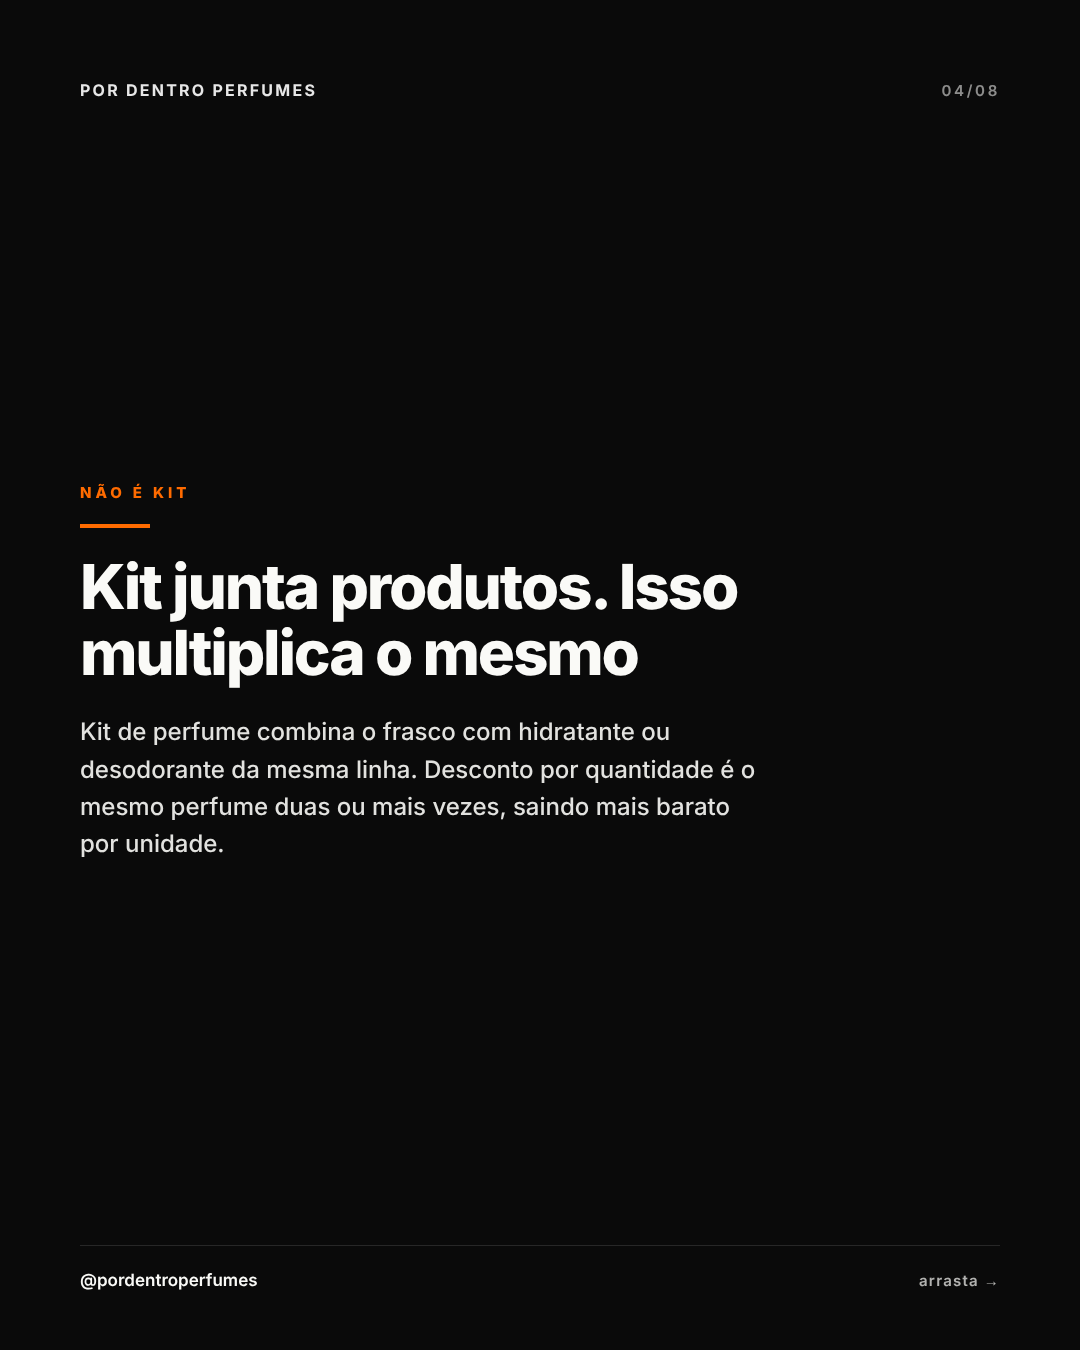 POR DENTRO PERFUMES
04/08
NÃO É KIT
Kit junta produtos. Isso
multiplica o mesmo
Kit de perfume combina o frasco com hidratante ou
desodorante da mesma linha. Desconto por quantidade é o
mesmo perfume duas ou mais vezes, saindo mais barato
por unidade.
@pordentroperfumes
arrasta →